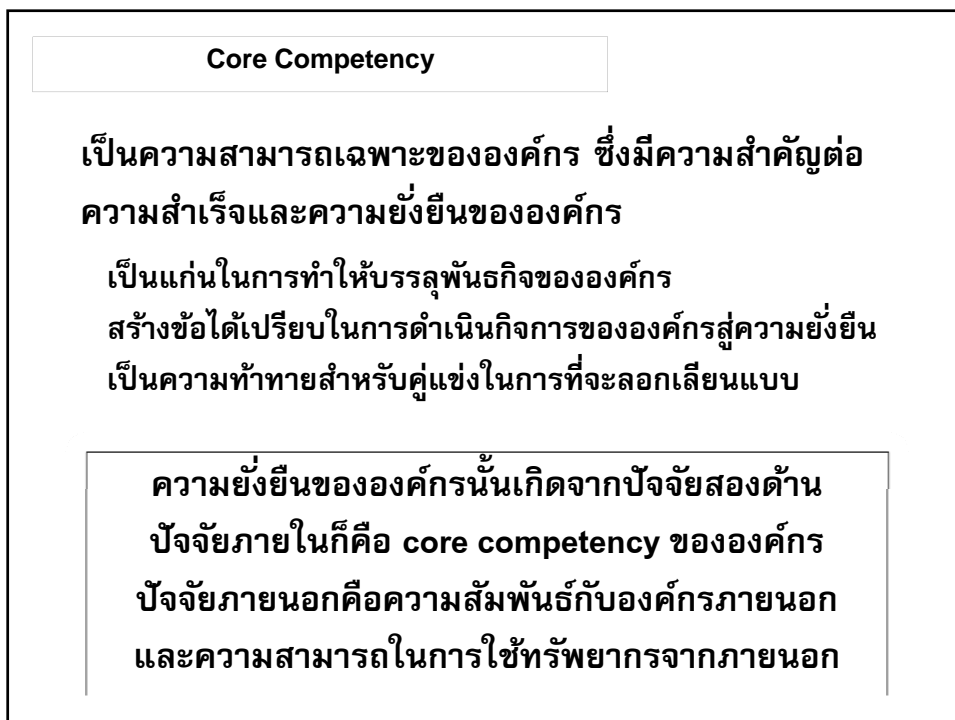 Core Competency
เป็นความสามารถเฉพาะขององค์กร ซึ่งมีความสำคัญต่อ
ความสำเร็จและความยั่งยืนขององค์กร
เป็นแก่นในการทำให้บรรลุพันธกิจขององค์กร
สร้างข้อได้เปรียบในการดำเนินกิจการขององค์กรสู่ความยั่งยืน
เป็นความท้าทายสำหรับคู่แข่งในการที่จะลอกเลียนแบบ
ความยั่งยืนขององค์กรนั้นเกิดจากปัจจัยสองด้าน
ปัจจัยภายในก็คือ core competency ขององค์กร
ปัจจัยภายนอกคือความสัมพันธ์กับองค์กรภายนอก
และความสามารถในการใช้ทรัพยากรจากภายนอก